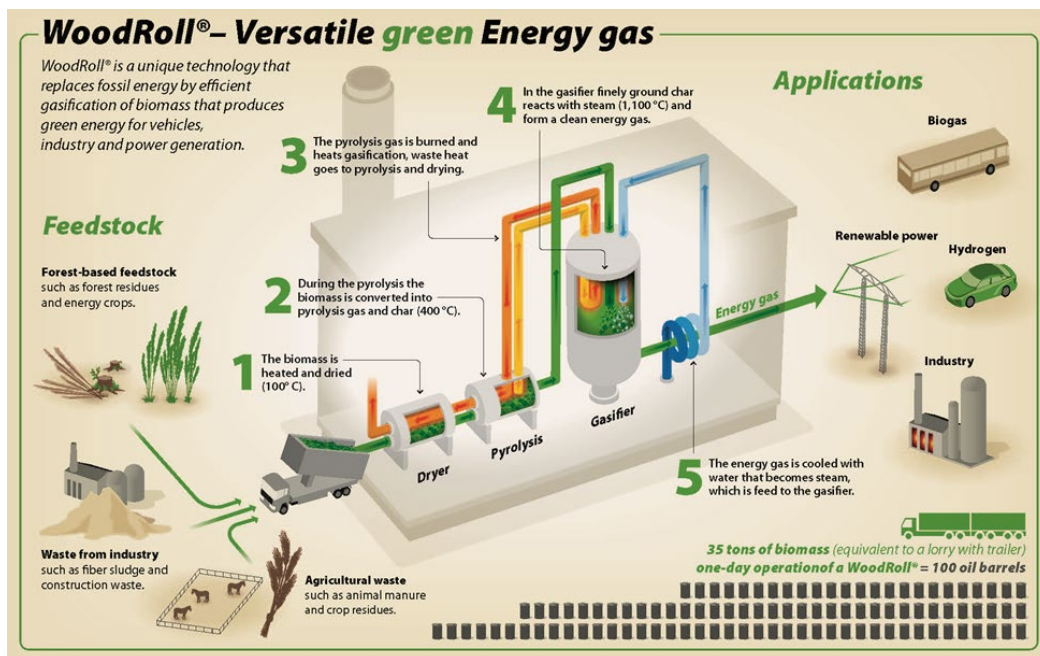 WoodRoll®– Versatile green Energy gas
WoodRoll® is a unique technology that
replaces fossil energy by efficient
gasification of biomass that produces
green energy for vehicles,
industry and power generation.
Feedstock
Forest-based feedstock
such as forest residues
and energy crops.
Waste from industry
such as fiber sludge and
construction waste.
Agricultural waste
such as animal manure
and crop residues.
1
The biomass is
heated and dried
(100° C).
2
During the pyrolysis the
biomass is converted into
pyrolysis gas and char (400 °C).
3
The pyrolysis gas is burned and
heats gasification, waste heat
goes to pyrolysis and drying.
4
In the gasifier finely ground char
reacts with steam (1,100 °C) and
form a clean energy gas.
Dryer
Pyrolysis
Gasifier
Energy gas
5
The energy gas is cooled with
water that becomes steam,
which is feed to the gasifier.
Applications
Biogas
Renewable power
Hydrogen
Industry
35 tons of biomass (equivalent to a lorry with trailer)
one-day operationof a WoodRoll® = 100 oil barrels